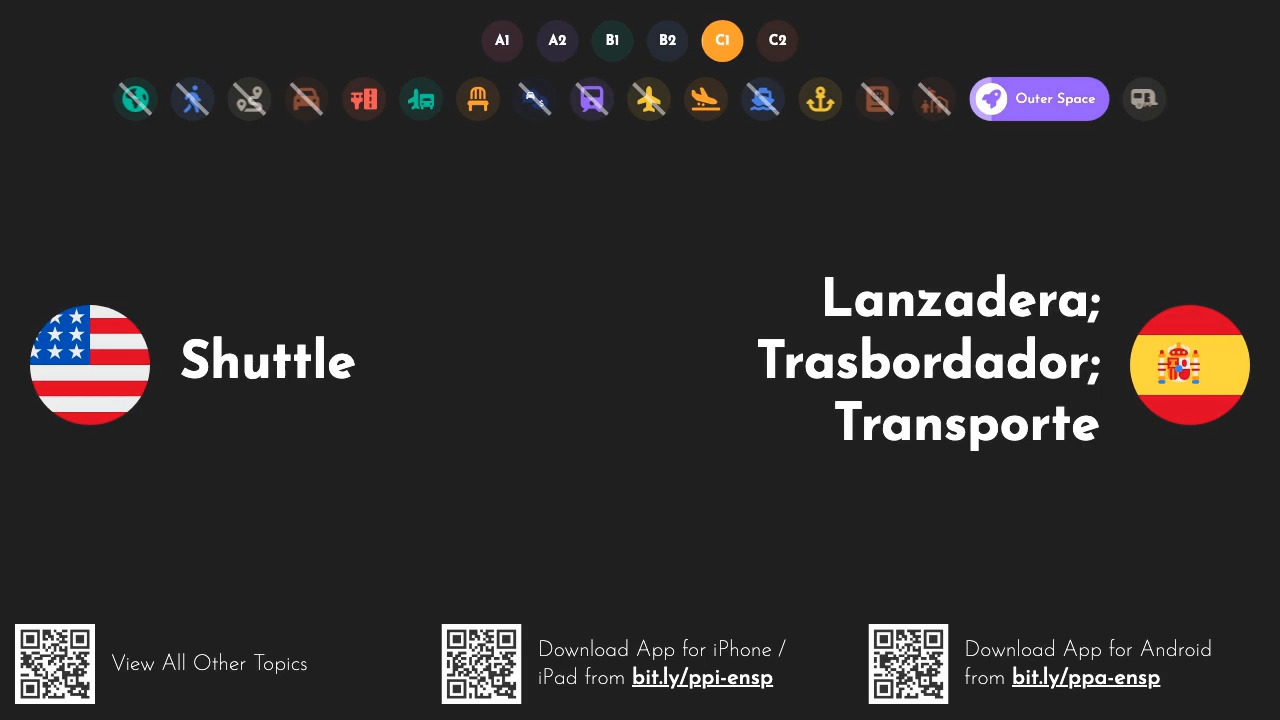 A1 A2 B1 B2 C1 C2
Outer Space
Shuttle
Lanzadera;
Trasbordador;
Transporte
View All Other Topics
Download App for iPhone /
iPad from bit.ly/ppi-ensp
Download App for Android
from bit.ly/ppa-ensp